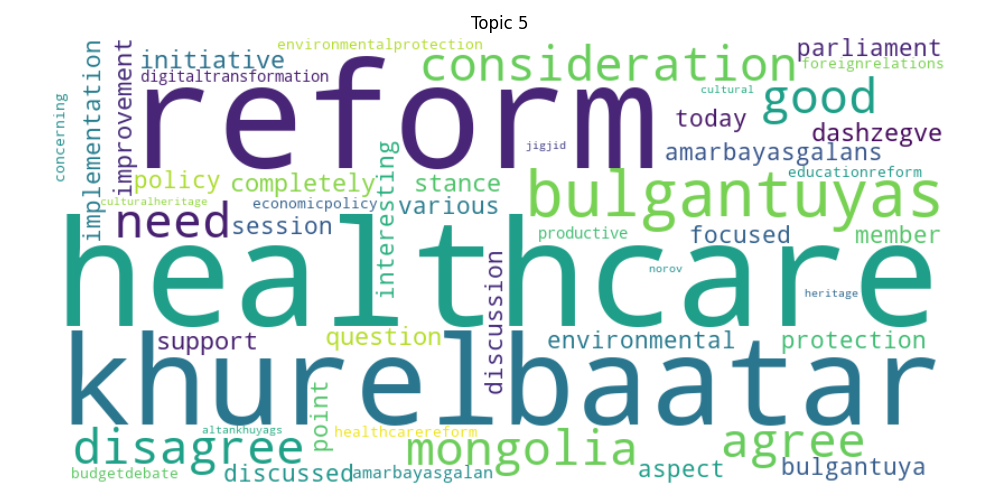 Topic 5
environmentalprotection
initiative
consideration
parliament
foreignrelations
digitaltransformation
implementation
improvement
concerning
reform
cultural
good
today
dashzegve
jigjid
amarbayasgalans
interesting
policy
completely
stance
bulgantuyas
educationreform
culturalheritage
economicpolicy
various
need
session
productive
focused
member
healthcare
discussion
norov
heritage
support
question
environmental
protection
khurelbaatar
point
altankhuyags
healthcarereform
disagree
mongolia
agree
budgetdebate
discussed
amarbayasgalan
aspect
bulgantuya